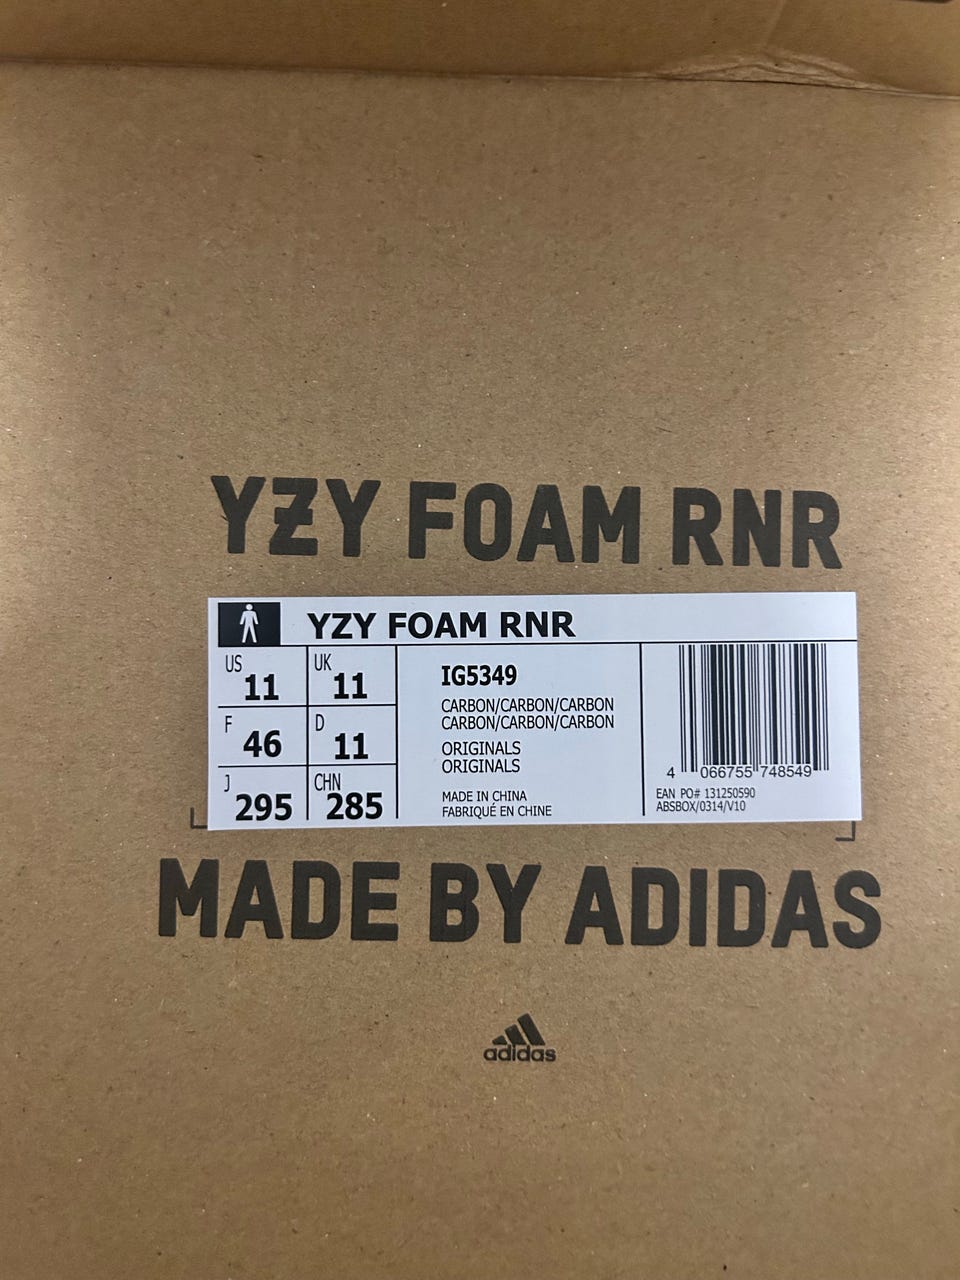 YZY FOAM RNR
YZY FOAM RNR
US 11 UK 11
F 46 D 11
J 295 CHN 285
IG5349
CARBON/CARBON/CARBON
CARBON/CARBON/CARBON
ORIGINALS
ORIGINALS
MADE IN CHINA
FABRIQUÉ EN CHINE
4 066755 748549
EAN PO# 131250590
ABSBOX/0314/V10
MADE BY ADIDAS
adidas